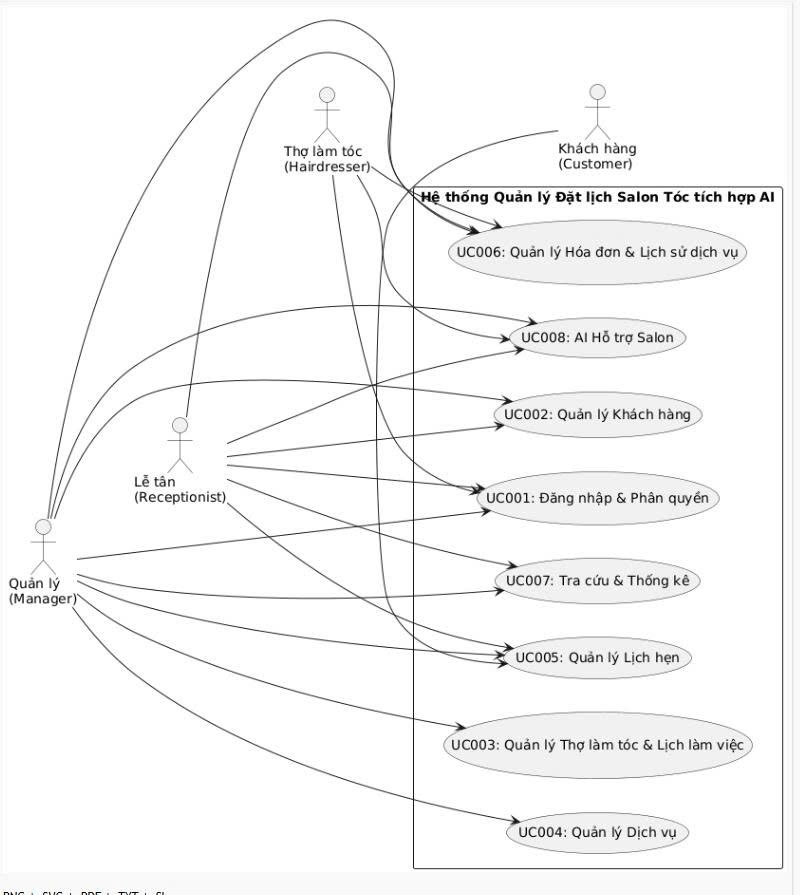 Thợ làm tóc
(Hairdresser)
Khách hàng
(Customer)
Hệ thống Quản lý Đặt lịch Salon Tóc tích hợp AI
UC006: Quản lý Hóa đơn & Lịch sử dịch vụ
UC008: AI Hỗ trợ Salon
UC002: Quản lý Khách hàng
Lễ tân
(Receptionist)
UC001: Đăng nhập & Phân quyền
Quản lý
(Manager)
UC007: Tra cứu & Thống kê
UC005: Quản lý Lịch hẹn
UC003: Quản lý Thợ làm tóc & Lịch làm việc
UC004: Quản lý Dịch vụ